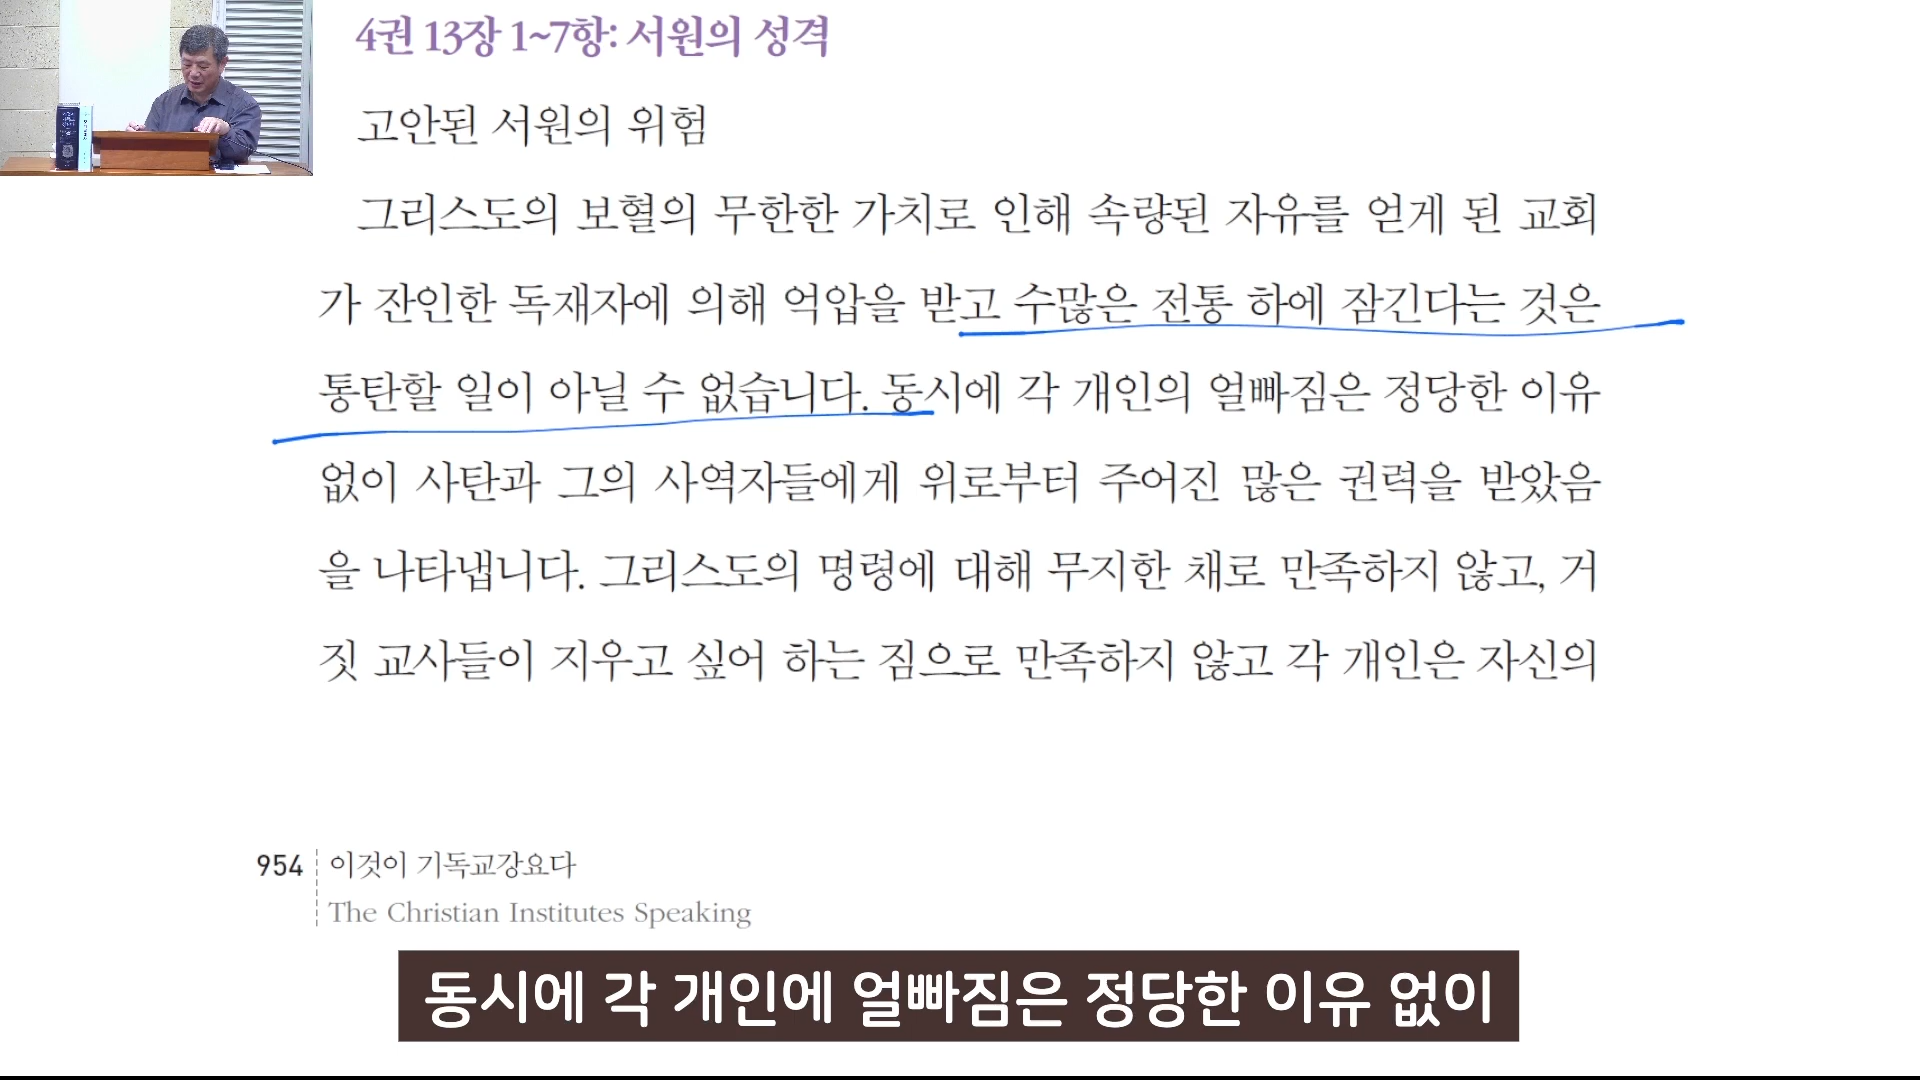 4권 13장 1~7항: 서원의 성격
고안된 서원의 위험
그리스도의 보혈의 무한한 가치로 인해 속량된 자유를 얻게 된 교회
가 잔인한 독재자에 의해 억압을 받고 수많은 전통 하에 잠긴다는 것은
통탄할 일이 아닐 수 없습니다. 동시에 각 개인의 얼빠짐은 정당한 이유
없이 사탄과 그의 사역자들에게 위로부터 주어진 많은 권력을 받았음
을 나타냅니다. 그리스도의 명령에 대해 무지한 채로 만족하지 않고, 거
짓 교사들이 지우고 싶어 하는 짐으로 만족하지 않고 각 개인은 자신의
954 이것이 기독교강요다
The Christian Institutes Speaking
동시에 각 개인에 얼빠짐은 정당한 이유 없이